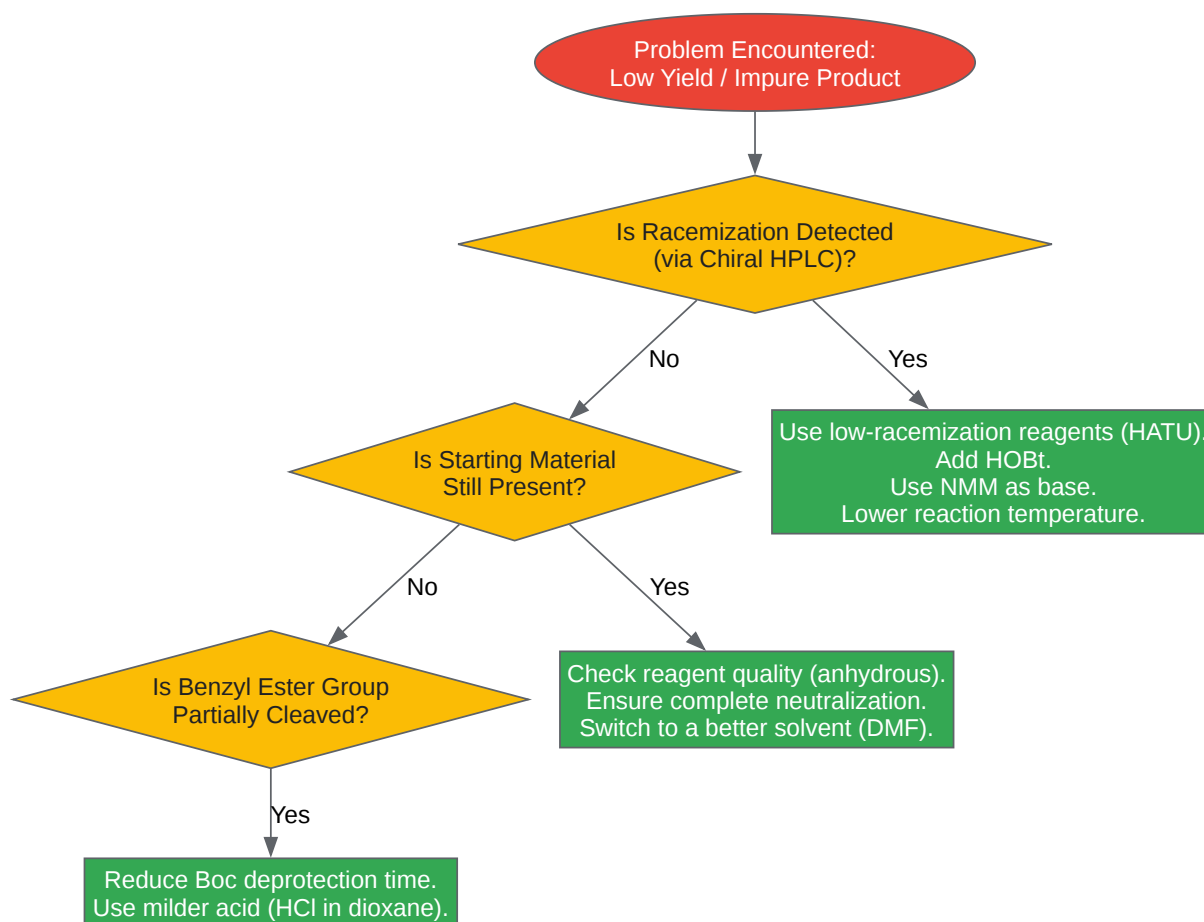 Problem Encountered:
Low Yield / Impure Product
Is Racemization Detected
(via Chiral HPLC)?
No
Yes
Is Starting Material
Still Present?
Use low-racemization reagents (HATU).
Add HOBt.
Use NMM as base.
Lower reaction temperature.
No
Yes
Is Benzyl Ester Group
Partially Cleaved?
Check reagent quality (anhydrous).
Ensure complete neutralization.
Switch to a better solvent (DMF).
Yes
Reduce Boc deprotection time.
Use milder acid (HCl in dioxane).